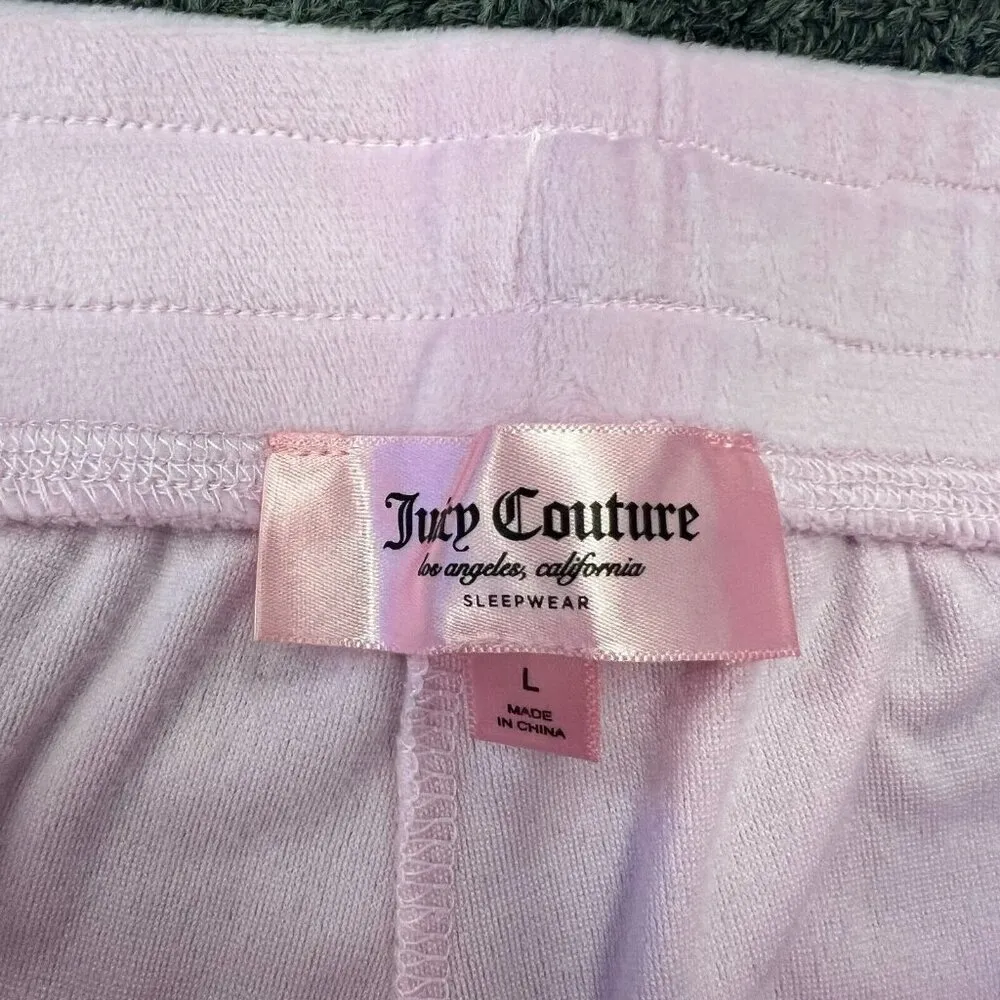 Juicy Couture
los angeles, california
SLEEPWEAR
L
MADE
IN CHINA